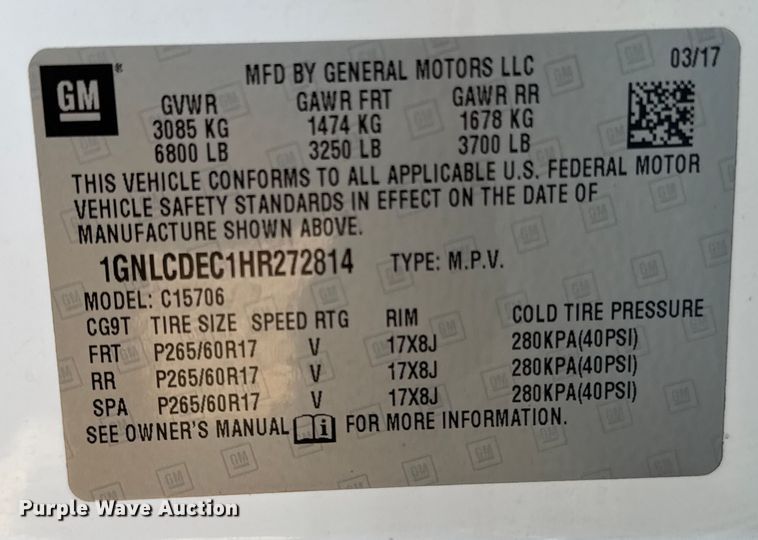 GM
MFD BY GENERAL MOTORS LLC 03/17
GVWR GAWR FRT GAWR RR
3085 KG 1474 KG 1678 KG
6800 LB 3250 LB 3700 LB
THIS VEHICLE CONFORMS TO ALL APPLICABLE U.S. FEDERAL MOTOR
VEHICLE SAFETY STANDARDS IN EFFECT ON THE DATE OF
MANUFACTURE SHOWN ABOVE.
1GNLCDEC1HR272814 TYPE: M.P.V.
MODEL: C15706
CG9T TIRE SIZE SPEED RTG RIM COLD TIRE PRESSURE
FRT P265/60R17 V 17X8J 280KPA(40PSI)
RR P265/60R17 V 17X8J 280KPA(40PSI)
SPA P265/60R17 V 17X8J 280KPA(40PSI)
SEE OWNER'S MANUAL i FOR MORE INFORMATION.
Purple Wave Auction